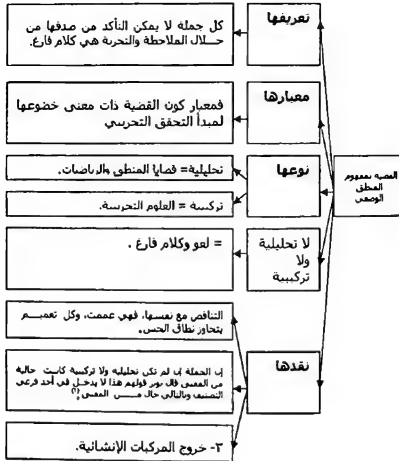 القضية بمفهوم
المنطق
الوضعي
تعريفها
كل جملة لا يمكن التأكد من صدقها من
خلال الملاحظة والتجربة هي كلام فارغ.
معيارها
فمعيار كون القضية ذات معنى خضوعها
لمبدأ التحقق التجريبي
نوعها
تحليلية= قضايا المنطق والرياضيات.
تركيبية = العلوم التجريبية.
لا تحليلية
ولا
تركيبية
= لغو وكلام فارغ .
نقدها
التناقض مع نفسها، فهي عممت، وكل تعميم
يتجاوز نطاق الحس.
إن الجملة إن لم تكن تحليلية ولا تركيبية كانت خالية
من المعنى قولهم هذا لا يدخل في أحد فرعي
التصنيف وبالتالي خال من المعنى
٣- خروج المركبات الإنشائية.